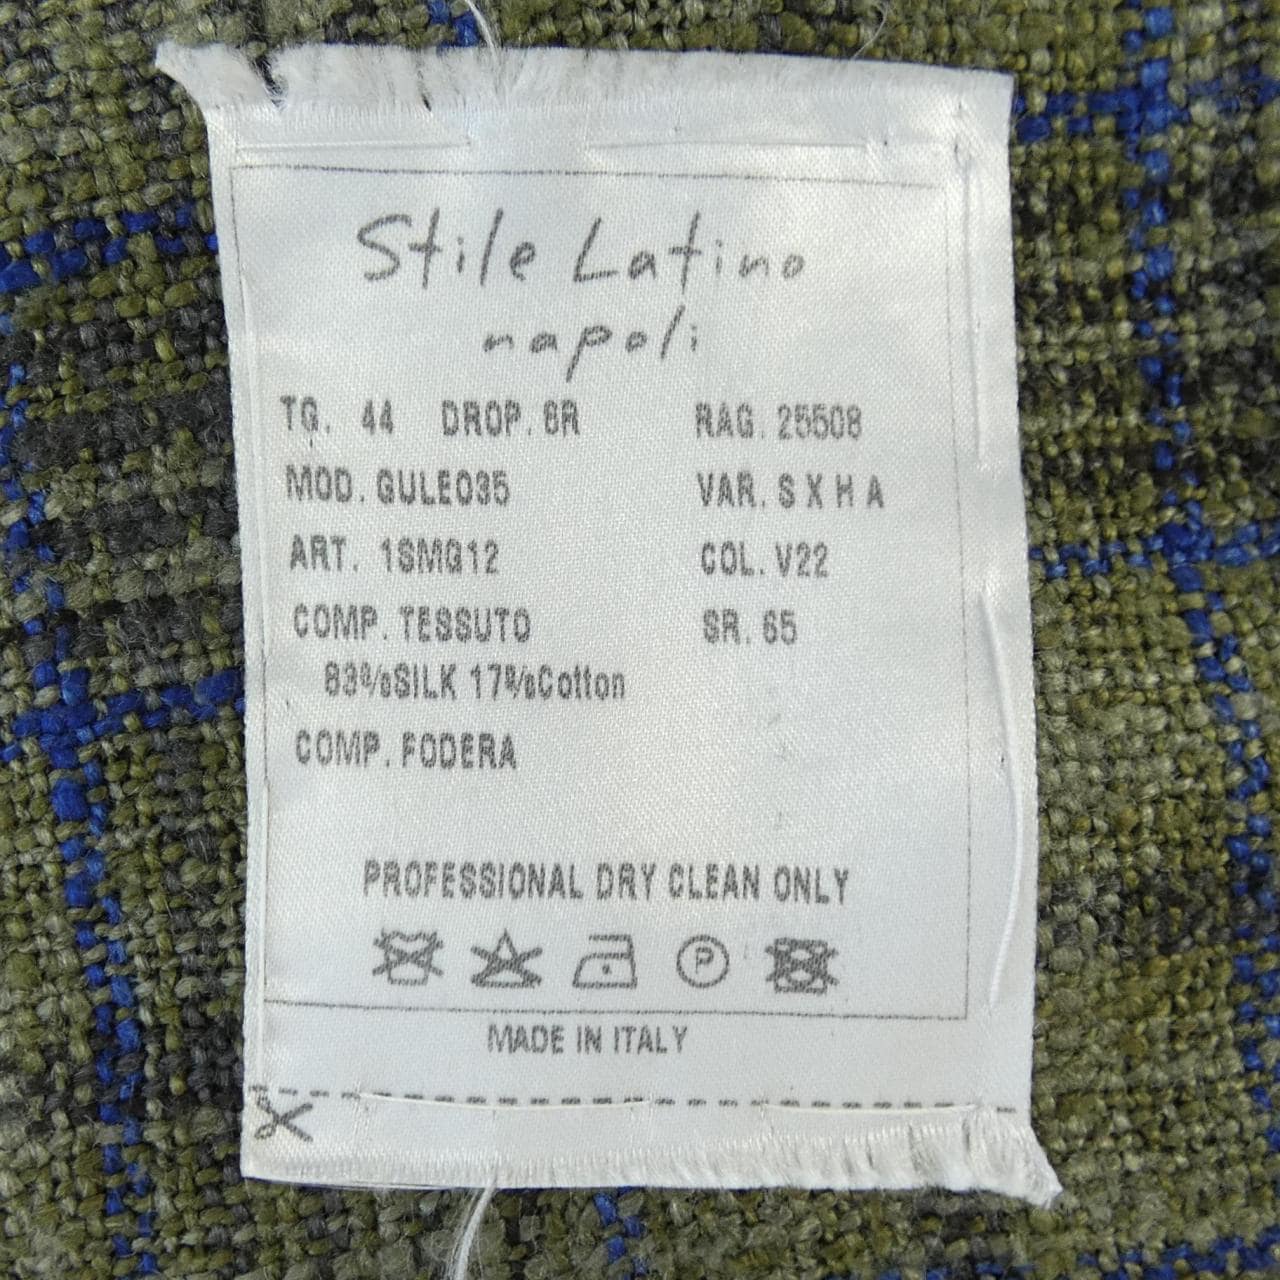 Stile Latino
napoli
TG. 44 DROP. 8R RAG. 25508
MOD. GULE035 VAR. S X H A
ART. 1SMG12 COL. V22
COMP. TESSUTO SR. 65
83%SILK 17%Cotton
COMP. FODERA
PROFESSIONAL DRY CLEAN ONLY
P
MADE IN ITALY